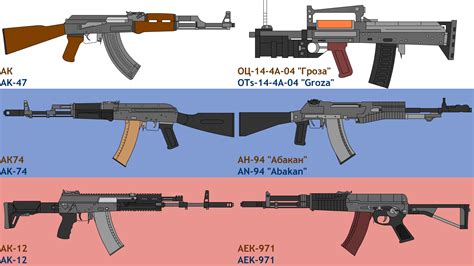 АК
AK-47
ОЦ-14-4А-04 "Гроза"
OTs-14-4A-04 "Groza"
АК74
AK-74
АН-94 "Абакан"
AN-94 "Abakan"
АК-12
AK-12
АЕК-971
AEK-971